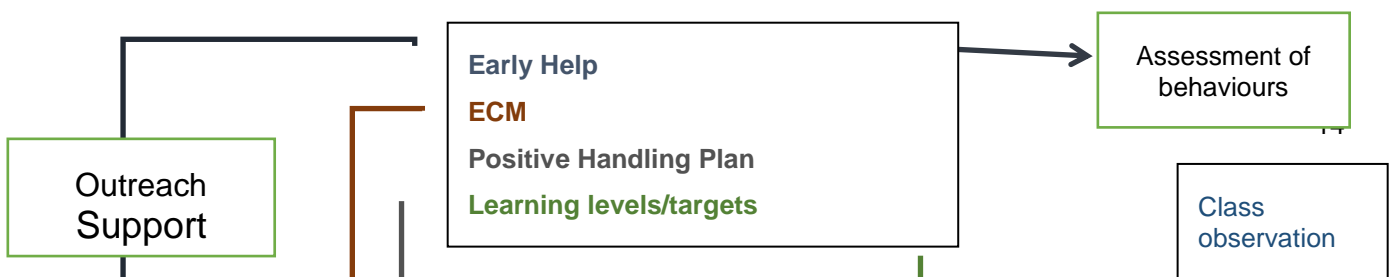 Early Help
ECM
Positive Handling Plan
Learning levels/targets
Assessment of
behaviours
Outreach
Support
Class
observation